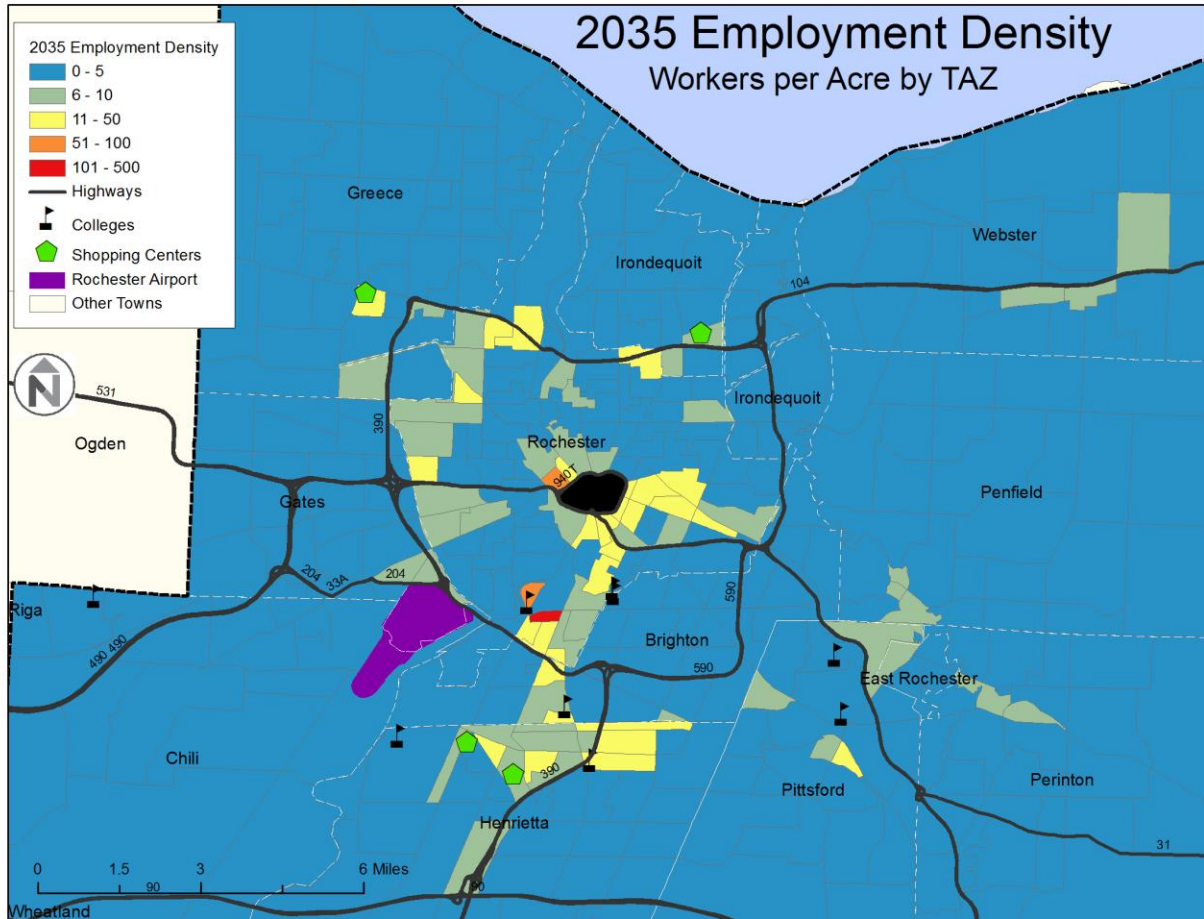 2035 Employment Density
Workers per Acre by TAZ
2035 Employment Density
0 - 5
6 - 10
11 - 50
51 - 100
101 - 500
Highways
Colleges
Shopping Centers
Rochester Airport
Other Towns
N
Greece
Webster
Irondequoit
104
531
390
Irondequoit
Ogden
Rochester
940T
Gates
Penfield
204
33A
204
590
Riga
Brighton
490
490
590
East Rochester
Chili
390
Pittsford
Perinton
Henrietta
31
0
1.5
3
6 Miles
90
90
Wheatland